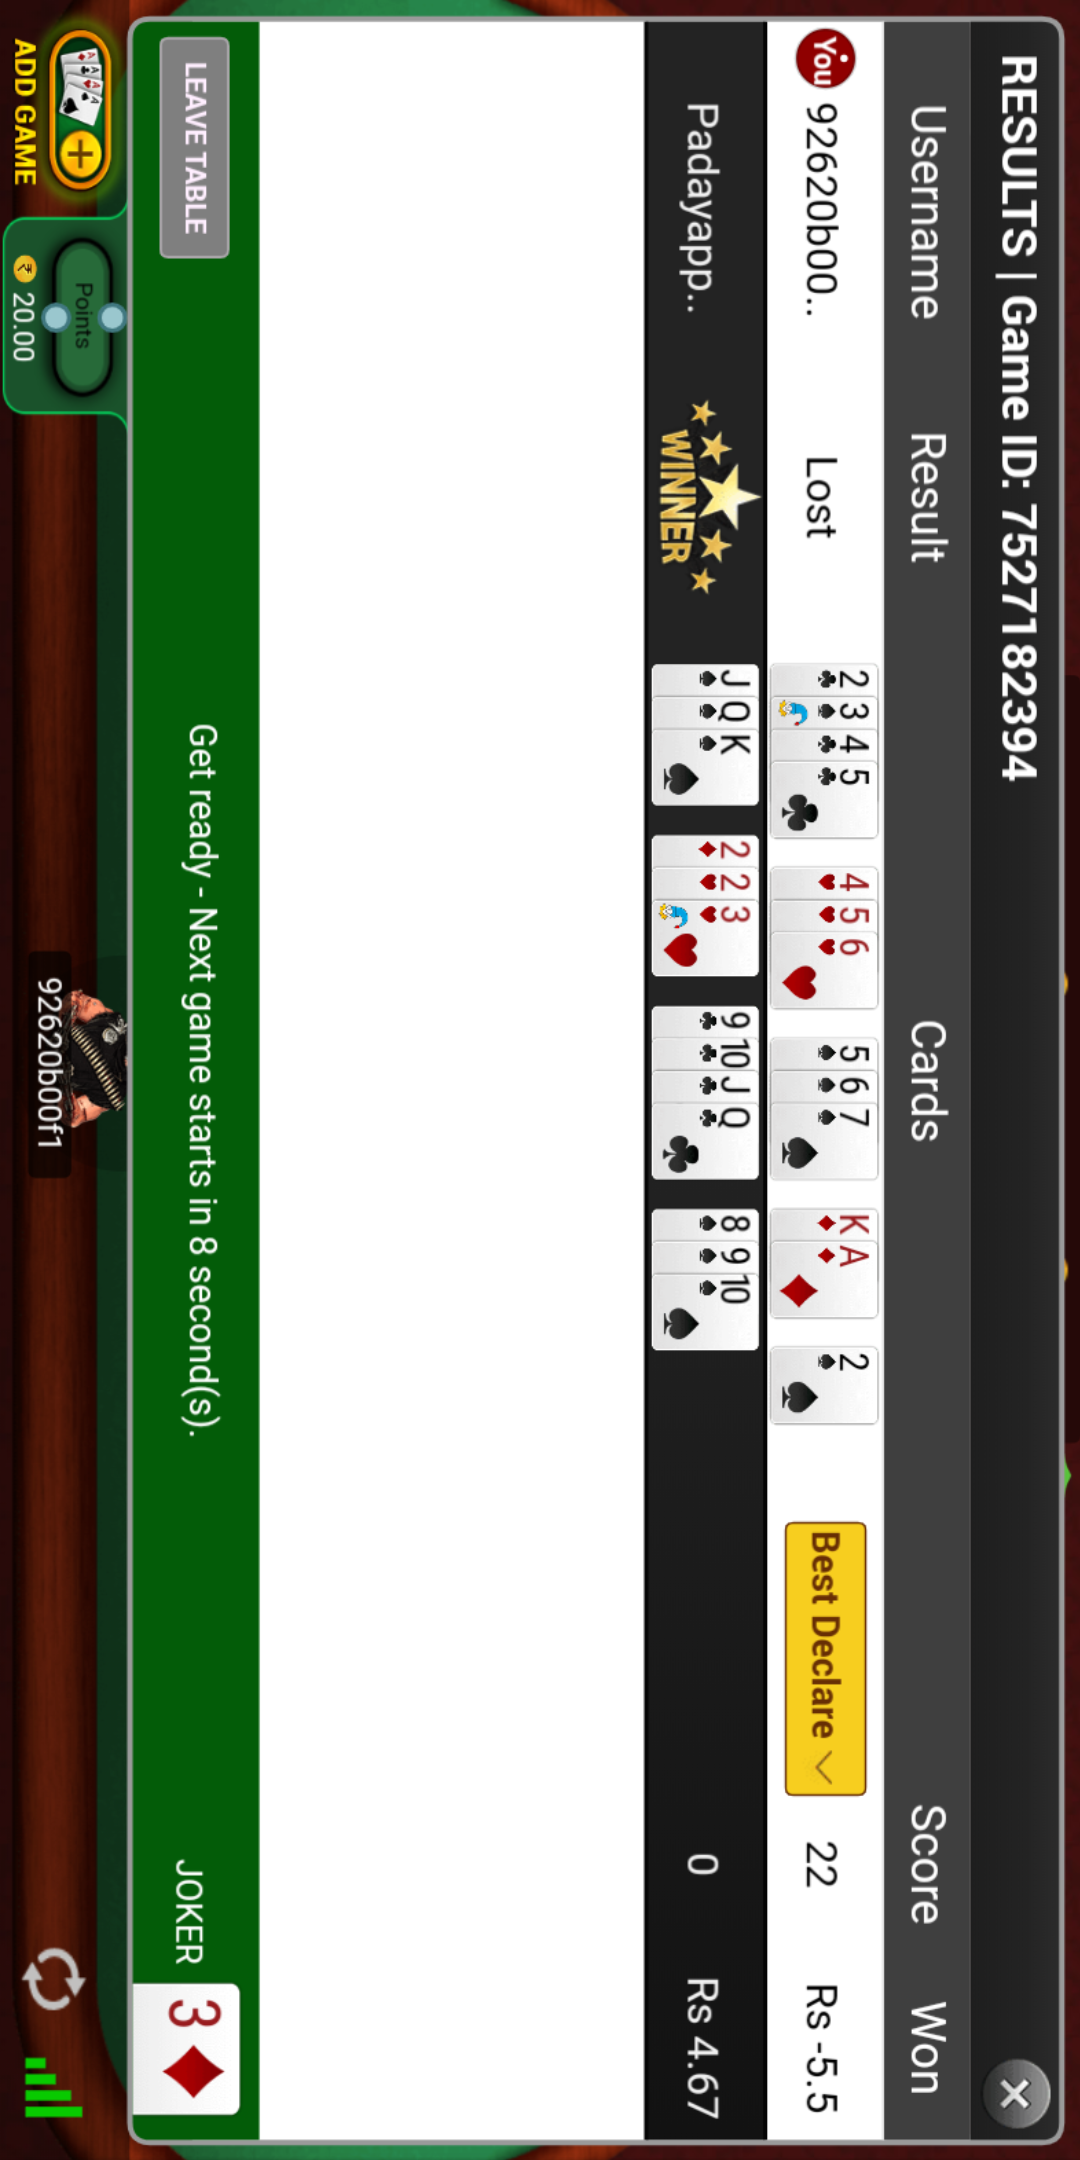 RESULTS | Game ID: 7527182394
Username Result Cards Score Won
You 92620b00.. Lost 2 3 4 5 4 5 6 5 6 7 K A 2 Best Declare 22 Rs -5.5
Padayapp.. WINNER J Q K 2 2 3 9 10 J Q 8 9 10 0 Rs 4.67
LEAVE TABLE Get ready - Next game starts in 8 second(s). JOKER 3
A A A A
ADD GAME
Points
₹ 20.00
92620b00f1